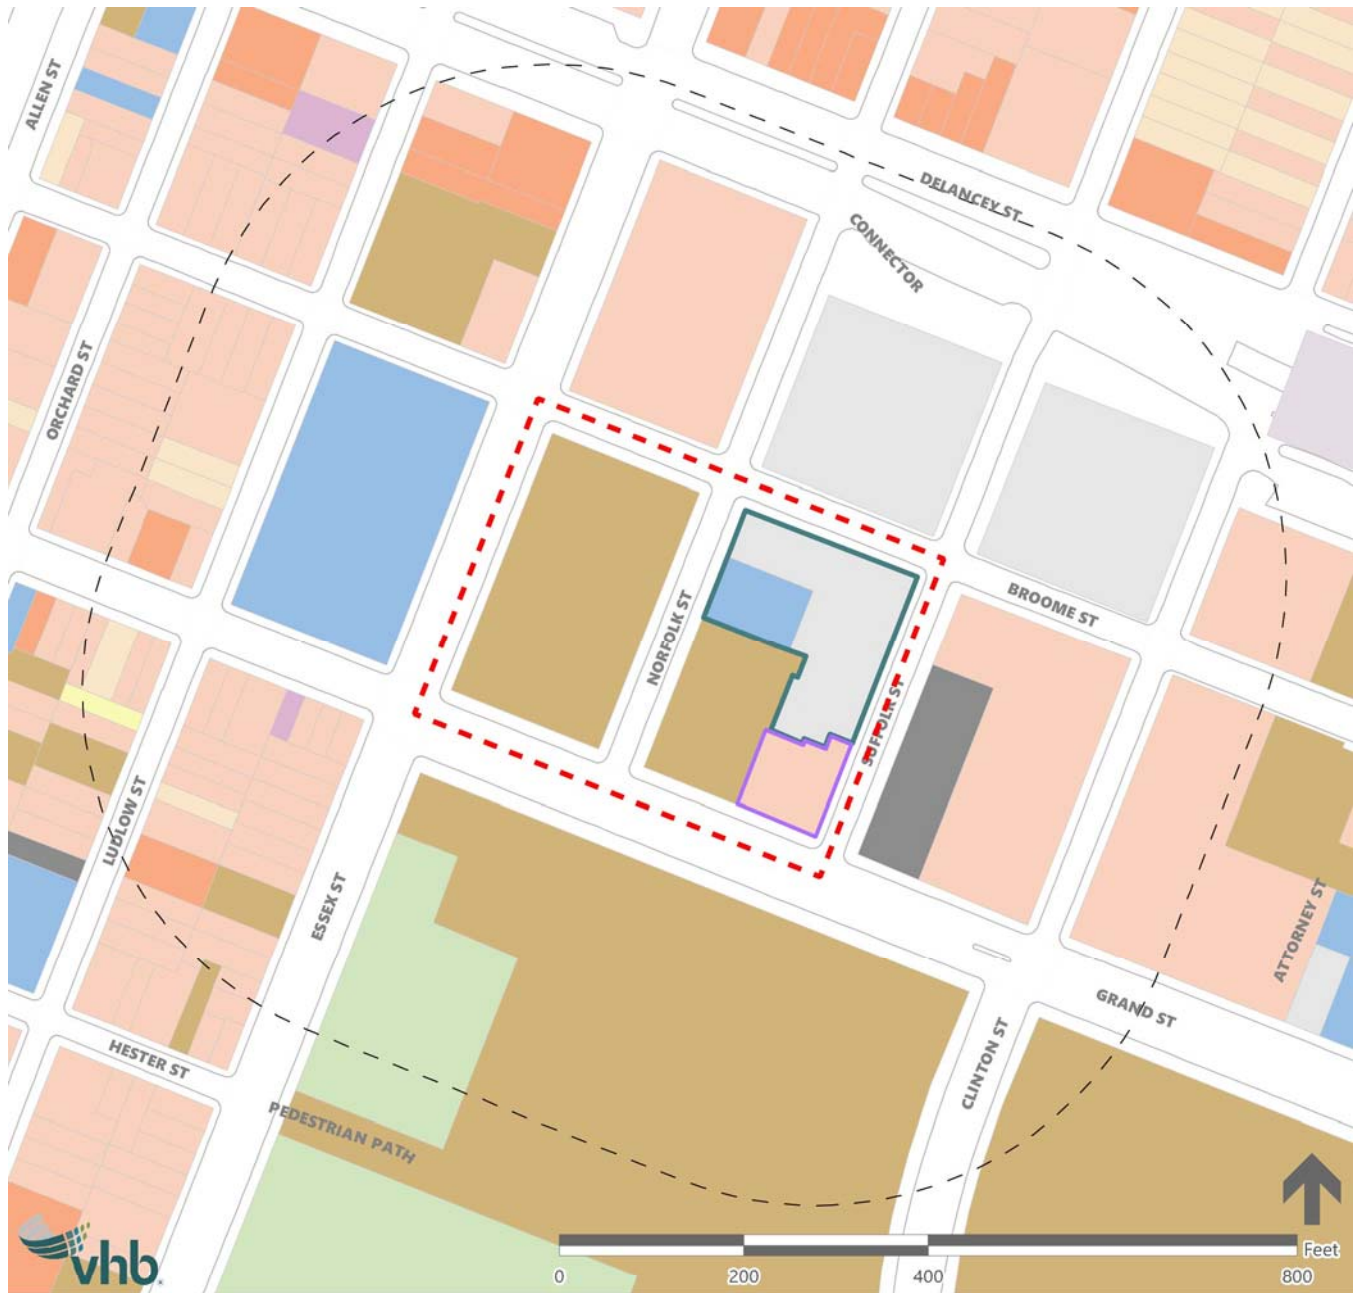 ALLEN ST
DELANCEY ST
CONNECTOR
ORCHARD ST
BROOME ST
NORFOLK ST
SUFFOLK ST
LUDLOW ST
ESSEX ST
ATTORNEY ST
GRAND ST
CLINTON ST
HESTER ST
PEDESTRIAN PATH
vhb.
Feet
0 200 400 800